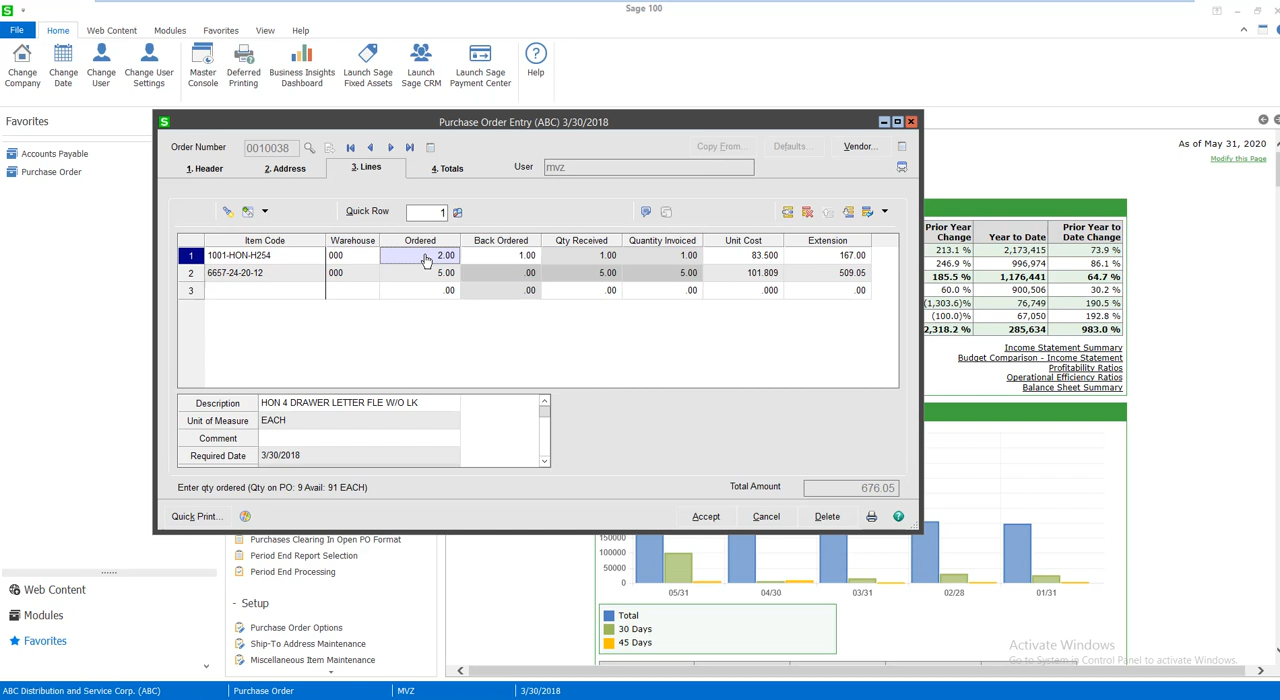 Sage 100
File Home Web Content Modules Favorites View Help
Change Company
Change Date
Change User
Change User Settings
Master Console
Deferred Printing
Business Insights Dashboard
Launch Sage Fixed Assets
Launch Sage CRM
Launch Sage Payment Center
Help
Favorites
Accounts Payable
Purchase Order
As of May 31, 2020
Modify this Page
Purchase Order Entry (ABC) 3/30/2018
Order Number 0010038 Copy From... Defaults... Vendor...
1. Header 2. Address 3. Lines 4. Totals User mvz
Quick Row 1
Item Code Warehouse Ordered Back Ordered Qty Received Quantity Invoiced Unit Cost Extension
1 1001-HON-H254 000 2.00 1.00 1.00 1.00 83.500 167.00
2 6657-24-20-12 000 5.00 .00 5.00 5.00 101.809 509.05
3 .00 .00 .00 .00 .000 .00
Description HON 4 DRAWER LETTER FLE W/O LK
Unit of Measure EACH
Comment
Required Date 3/30/2018
Enter qty ordered (Qty on PO: 9 Avail: 91 EACH) Total Amount 676.05
Quick Print... Accept Cancel Delete
Prior Year Change Year to Date Prior Year to Date Change
213.1 % 2,173,415 73.9 %
246.9 % 996,974 86.1 %
185.5 % 1,176,441 64.7 %
60.0 % 900,506 30.2 %
(1,303.6)% 76,749 190.5 %
(100.0)% 67,050 192.8 %
2,318.2 % 285,634 983.0 %
Income Statement Summary
Budget Comparison - Income Statement
Profitability Ratios
Operational Efficiency Ratios
Balance Sheet Summary
Purchases Clearing In Open PO Format
Period End Report Selection
Period End Processing
- Setup
Purchase Order Options
Ship-To Address Maintenance
Miscellaneous Item Maintenance
Web Content
Modules
Favorites
150000
100000
50000
0
05/31 04/30 03/31 02/28 01/31
Total
30 Days
45 Days
Activate Windows
Go to System in Control Panel to activate Windows.
ABC Distribution and Service Corp. (ABC) Purchase Order MVZ 3/30/2018